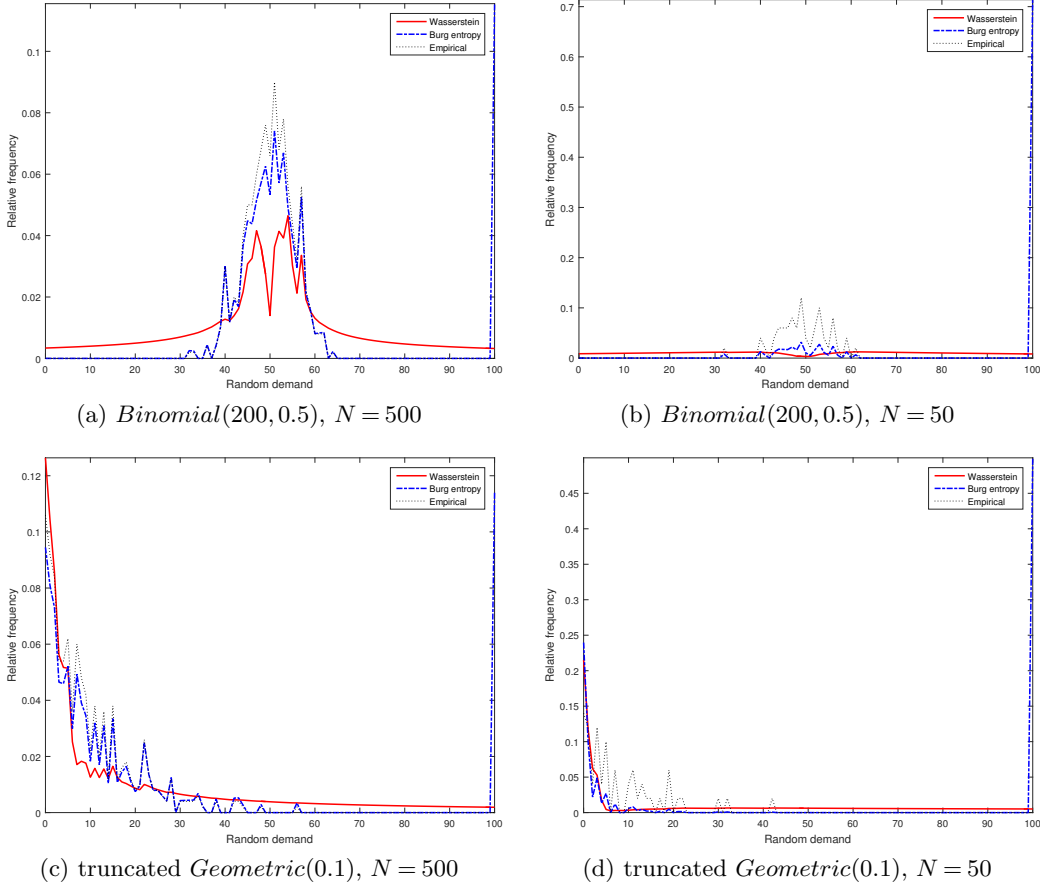 Wasserstein
Burg entropy
Empirical
0.1
0.08
0.06
0.04
0.02
0
Relative frequency
0 10 20 30 40 50 60 70 80 90 100
Random demand
(a) Binomial(200, 0.5), N = 500
Wasserstein
Burg entropy
Empirical
0.7
0.6
0.5
0.4
0.3
0.2
0.1
0
Relative frequency
0 10 20 30 40 50 60 70 80 90 100
Random demand
(b) Binomial(200, 0.5), N = 50
Wasserstein
Burg entropy
Empirical
0.12
0.1
0.08
0.06
0.04
0.02
0
Relative frequency
0 10 20 30 40 50 60 70 80 90 100
Random demand
(c) truncated Geometric(0.1), N = 500
Wasserstein
Burg entropy
Empirical
0.45
0.4
0.35
0.3
0.25
0.2
0.15
0.1
0.05
0
Relative frequency
0 10 20 30 40 50 60 70 80 90 100
Random demand
(d) truncated Geometric(0.1), N = 50